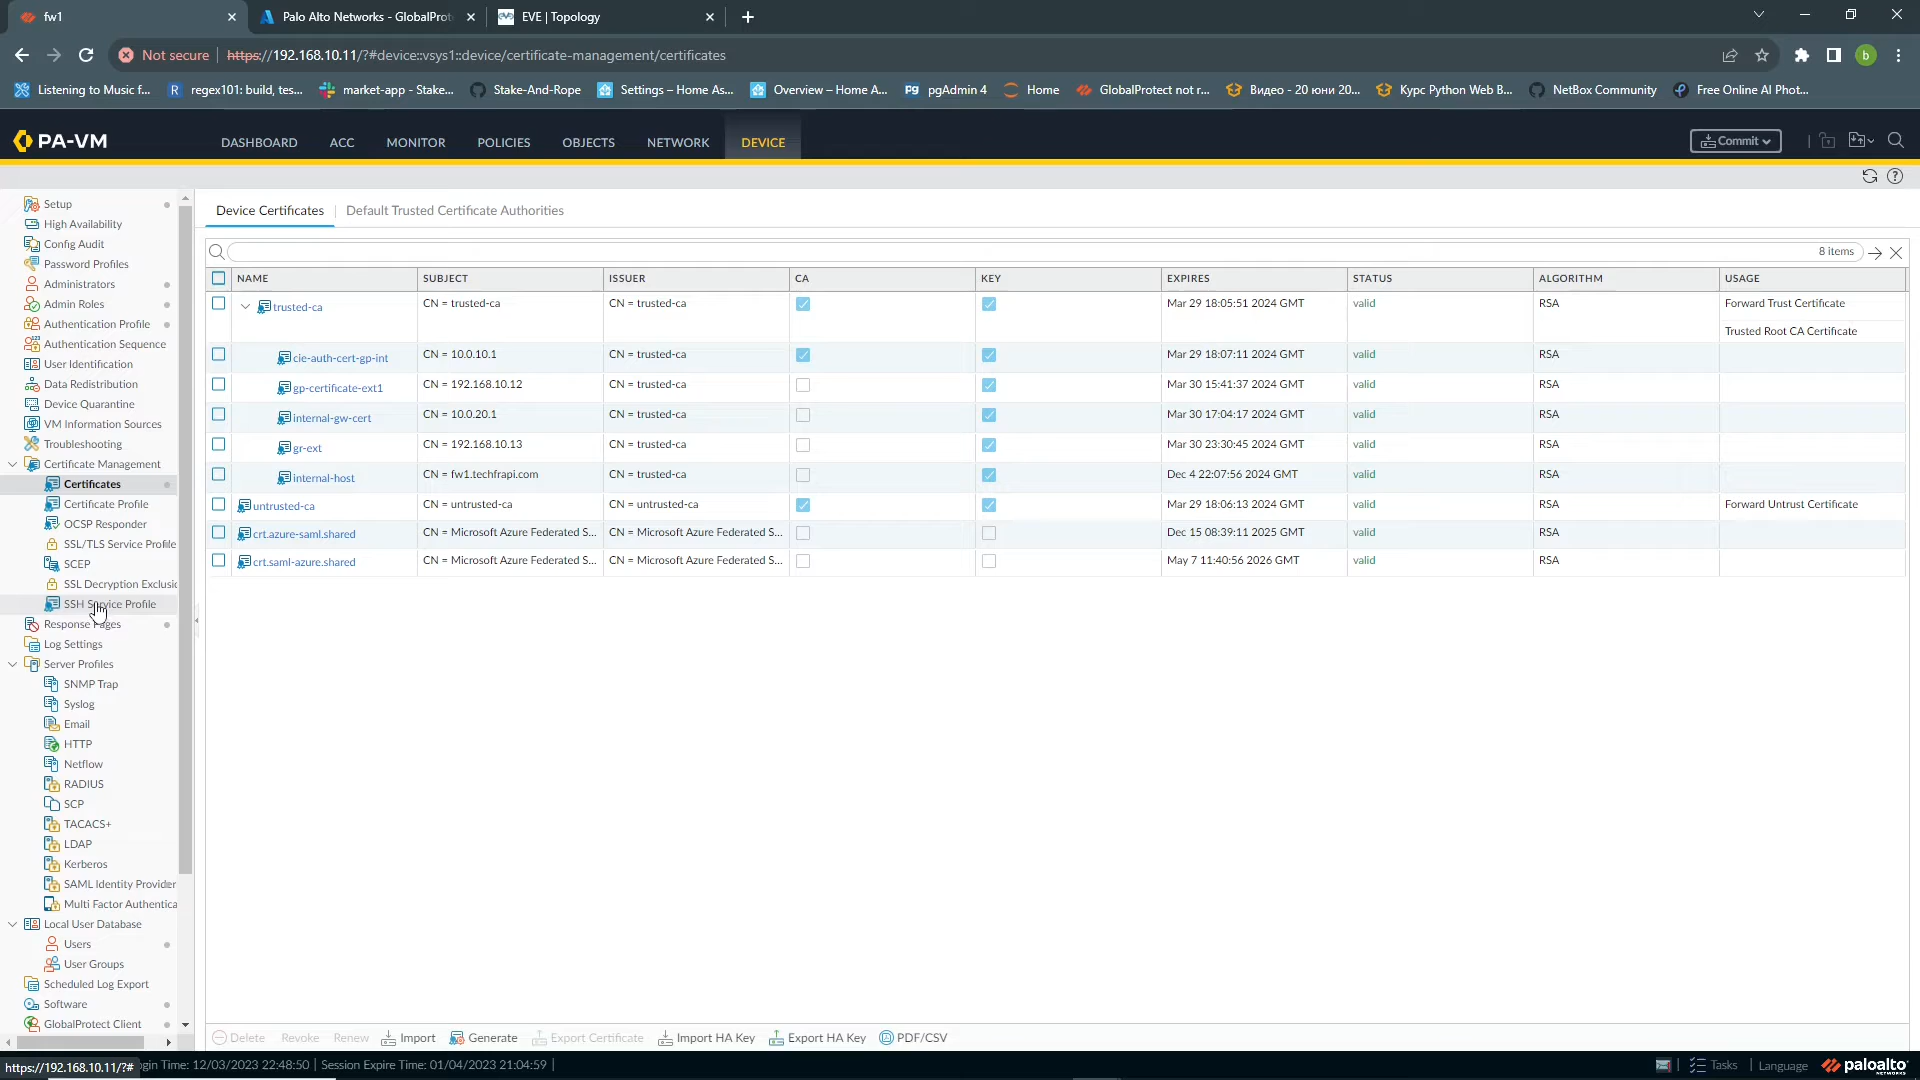 fw1
Palo Alto Networks - GlobalProt
EVE | Topology
Not secure
https://192.168.10.11/?#device::vsys1::device/certificate-management/certificates
b
Listening to Music f...
regex101: build, tes...
market-app - Stake...
Stake-And-Rope
Settings – Home As...
Overview – Home A...
pgAdmin 4
Home
GlobalProtect not r...
Видео - 20 юни 20...
Курс Python Web B...
NetBox Community
Free Online AI Phot...
PA-VM
DASHBOARD
ACC
MONITOR
POLICIES
OBJECTS
NETWORK
DEVICE
Commit
Setup
High Availability
Config Audit
Password Profiles
Administrators
Admin Roles
Authentication Profile
Authentication Sequence
User Identification
Data Redistribution
Device Quarantine
VM Information Sources
Troubleshooting
Certificate Management
Certificates
Certificate Profile
OCSP Responder
SSL/TLS Service Profile
SCEP
SSL Decryption Exclusio
SSH Service Profile
Response Pages
Log Settings
Server Profiles
SNMP Trap
Syslog
Email
HTTP
Netflow
RADIUS
SCP
TACACS+
LDAP
Kerberos
SAML Identity Provider
Multi Factor Authentica
Local User Database
Users
User Groups
Scheduled Log Export
Software
GlobalProtect Client
Device Certificates
Default Trusted Certificate Authorities
8 items
NAME SUBJECT ISSUER CA KEY EXPIRES STATUS ALGORITHM USAGE
trusted-ca CN = trusted-ca CN = trusted-ca Mar 29 18:05:51 2024 GMT valid RSA Forward Trust Certificate
Trusted Root CA Certificate
cie-auth-cert-gp-int CN = 10.0.10.1 CN = trusted-ca Mar 29 18:07:11 2024 GMT valid RSA
gp-certificate-ext1 CN = 192.168.10.12 CN = trusted-ca Mar 30 15:41:37 2024 GMT valid RSA
internal-gw-cert CN = 10.0.20.1 CN = trusted-ca Mar 30 17:04:17 2024 GMT valid RSA
gr-ext CN = 192.168.10.13 CN = trusted-ca Mar 30 23:30:45 2024 GMT valid RSA
internal-host CN = fw1.techfrapi.com CN = trusted-ca Dec 4 22:07:56 2024 GMT valid RSA
untrusted-ca CN = untrusted-ca CN = untrusted-ca Mar 29 18:06:13 2024 GMT valid RSA Forward Untrust Certificate
crt.azure-saml.shared CN = Microsoft Azure Federated S... CN = Microsoft Azure Federated S... Dec 15 08:39:11 2025 GMT valid RSA
crt.saml-azure.shared CN = Microsoft Azure Federated S... CN = Microsoft Azure Federated S... May 7 11:40:56 2026 GMT valid RSA
Delete
Revoke
Renew
Import
Generate
Export Certificate
Import HA Key
Export HA Key
PDF/CSV
https://192.168.10.11/?#
gin Time: 12/03/2023 22:48:50 | Session Expire Time: 01/04/2023 21:04:59 |
Tasks | Language
paloalto
NETWORKS